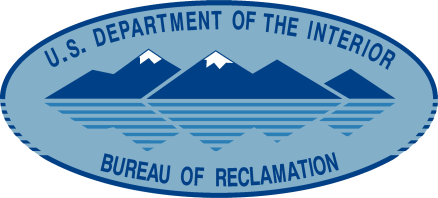 U.S. DEPARTMENT OF THE INTERIOR
BUREAU OF RECLAMATION